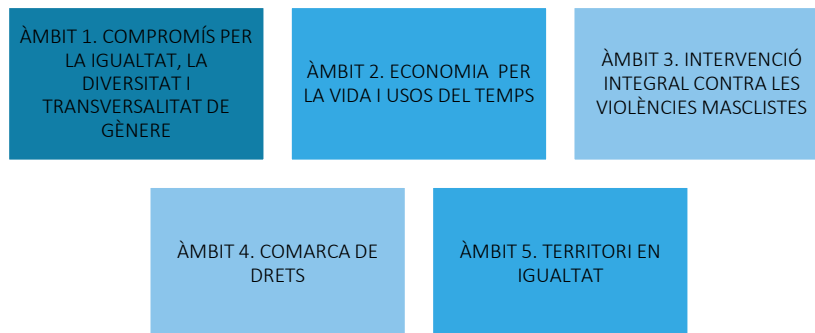 ÀMBIT 1. COMPROMÍS PER
LA IGUALTAT, LA
DIVERSITAT I
TRANSVERSALITAT DE
GÈNERE
ÀMBIT 2. ECONOMIA PER
LA VIDA I USOS DEL TEMPS
ÀMBIT 3. INTERVENCIÓ
INTEGRAL CONTRA LES
VIOLÈNCIES MASCLISTES
ÀMBIT 4. COMARCA DE
DRETS
ÀMBIT 5. TERRITORI EN
IGUALTAT